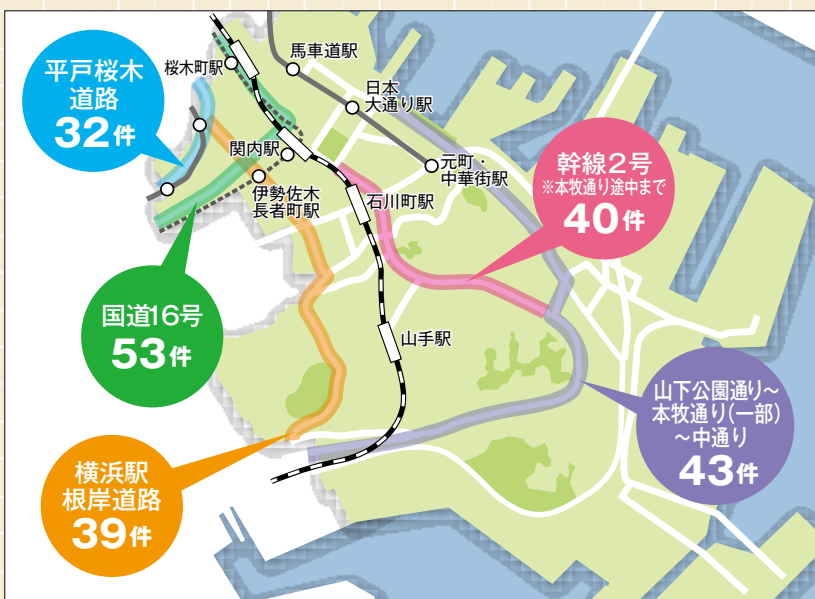 平戸桜木
道路
32件
桜木町駅
馬車道駅
日本
大通り駅
関内駅
伊勢佐木
長者町駅
元町・
中華街駅
石川町駅
幹線2号
※本牧通り途中まで
40件
国道16号
53件
山手駅
山下公園通り~
本牧通り(一部)
~中通り
43件
横浜駅
根岸道路
39件